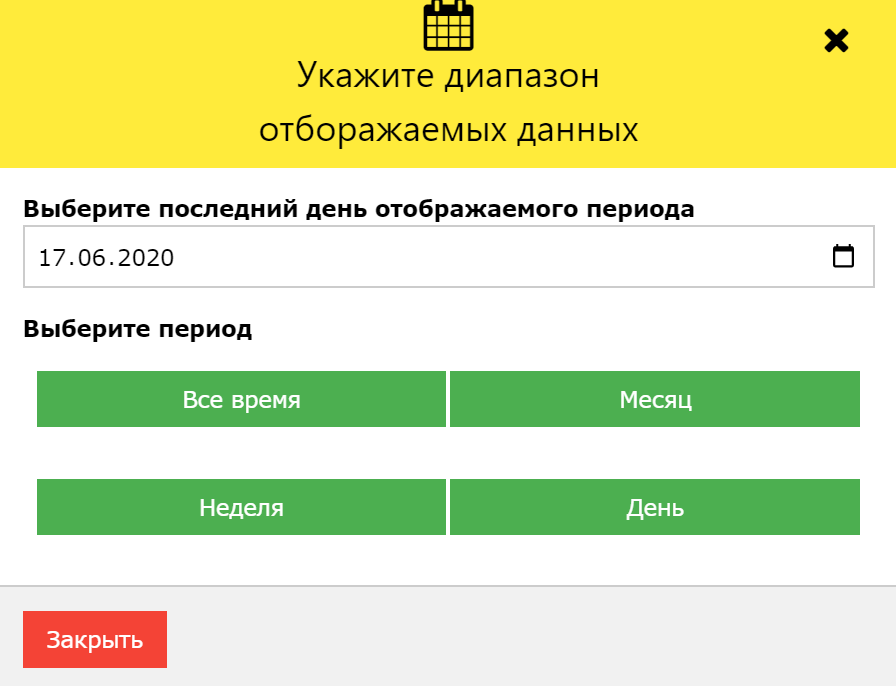 Укажите диапазон
отборажаемых данных
Выберите последний день отображаемого периода
17.06.2020
Выберите период
Все время
Месяц
Неделя
День
Закрыть